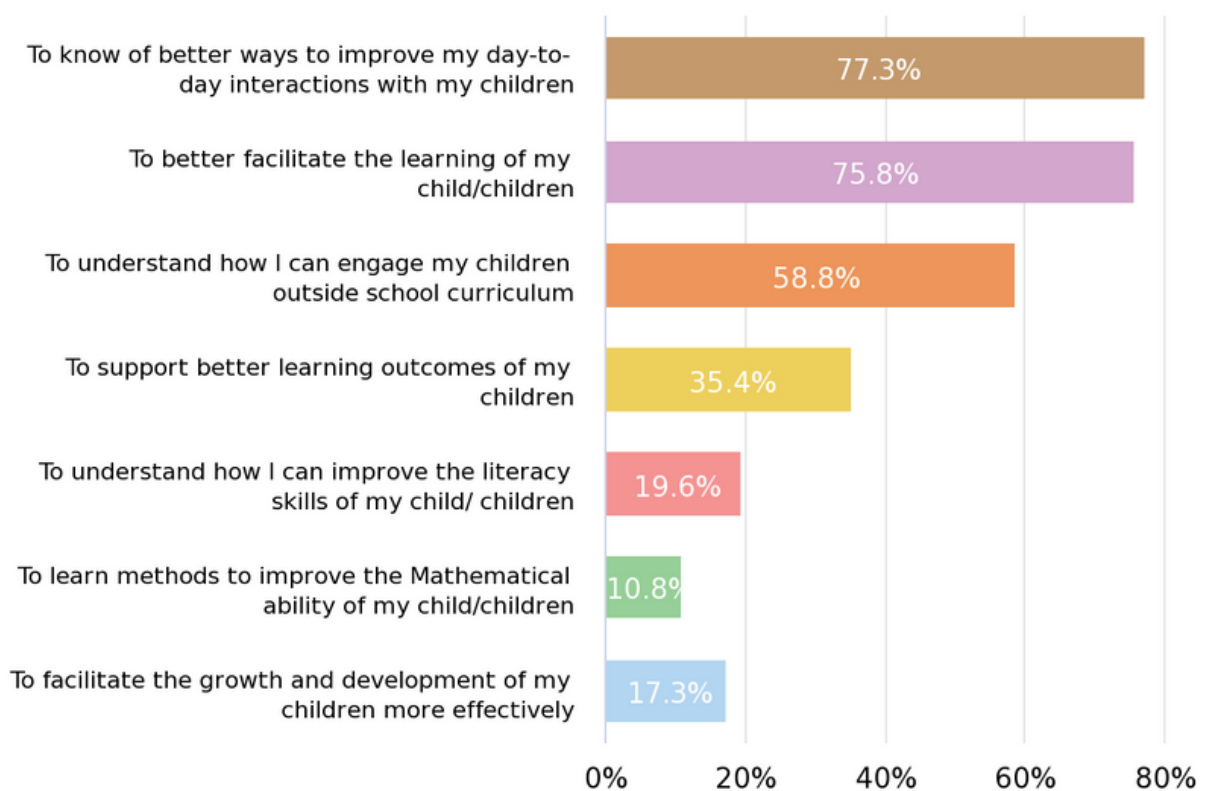 To know of better ways to improve my day-to-
day interactions with my children
77.3%
To better facilitate the learning of my
child/children
75.8%
To understand how I can engage my children
outside school curriculum
58.8%
To support better learning outcomes of my
children
35.4%
To understand how I can improve the literacy
skills of my child/ children
19.6%
To learn methods to improve the Mathematical
ability of my child/children
10.8%
To facilitate the growth and development of my
children more effectively
17.3%
0% 20% 40% 60% 80%